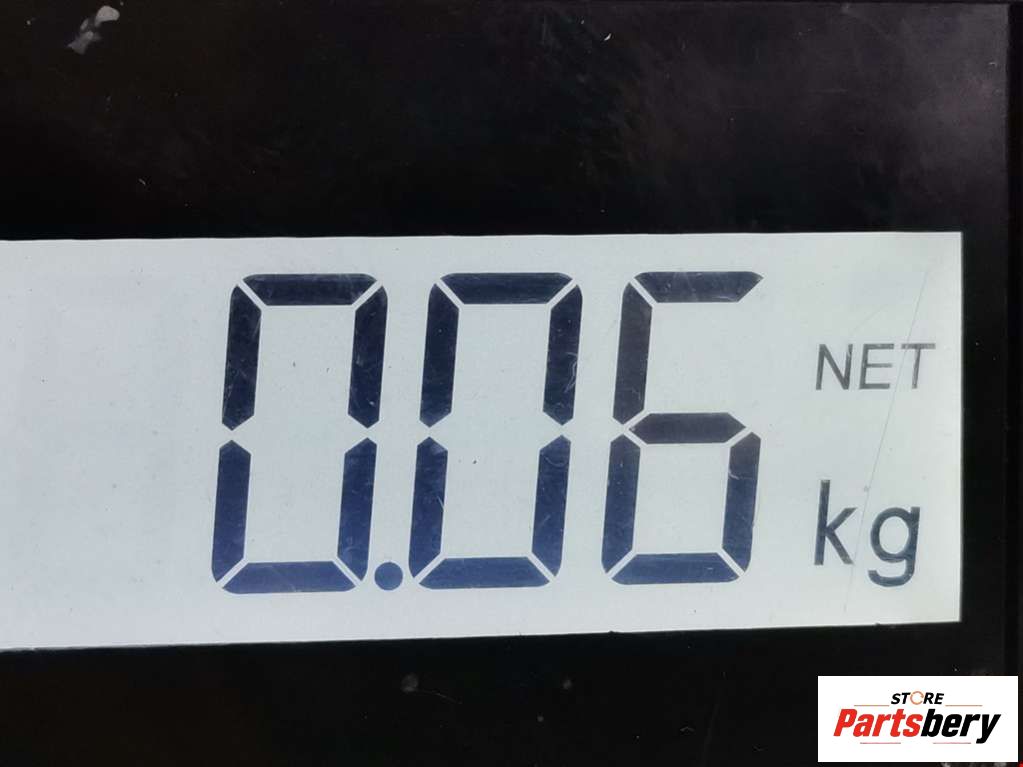 0.06 NET
kg
STORE
Partsbery